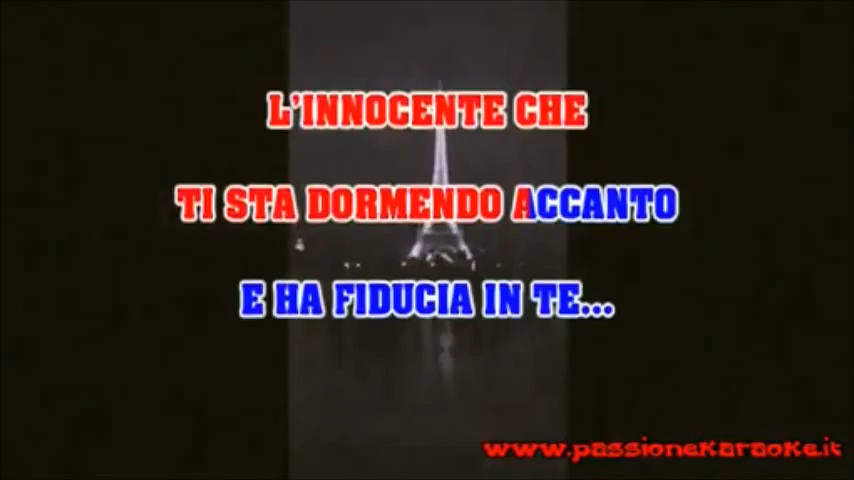 L'INNOCENTE CHE
TI STA DORMENDO ACCANTO
E HA FIDUCIA IN TE...
www.passionekaraoke.it